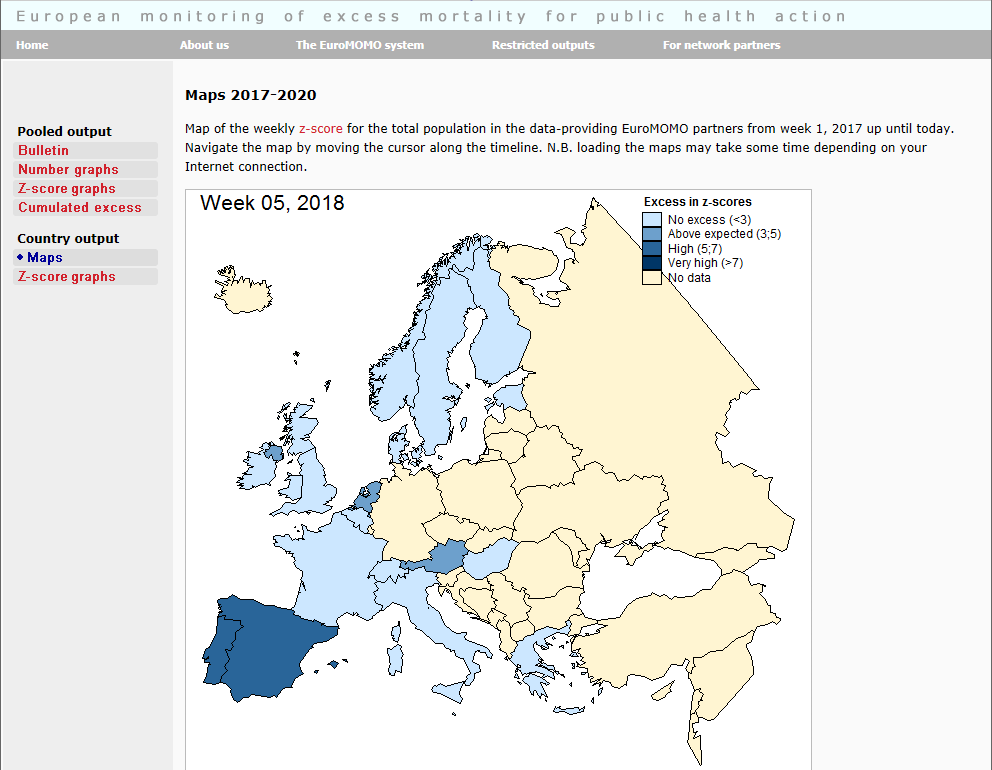 European monitoring of excess mortality for public health action
Home About us The EuroMOMO system Restricted outputs For network partners
Pooled output
Bulletin
Number graphs
Z-score graphs
Cumulated excess
Country output
Maps
Z-score graphs
Maps 2017-2020
Map of the weekly z-score for the total population in the data-providing EuroMOMO partners from week 1, 2017 up until today.
Navigate the map by moving the cursor along the timeline. N.B. loading the maps may take some time depending on your
Internet connection.
Week 05, 2018
Excess in z-scores
No excess (<3)
Above expected (3;5)
High (5;7)
Very high (>7)
No data